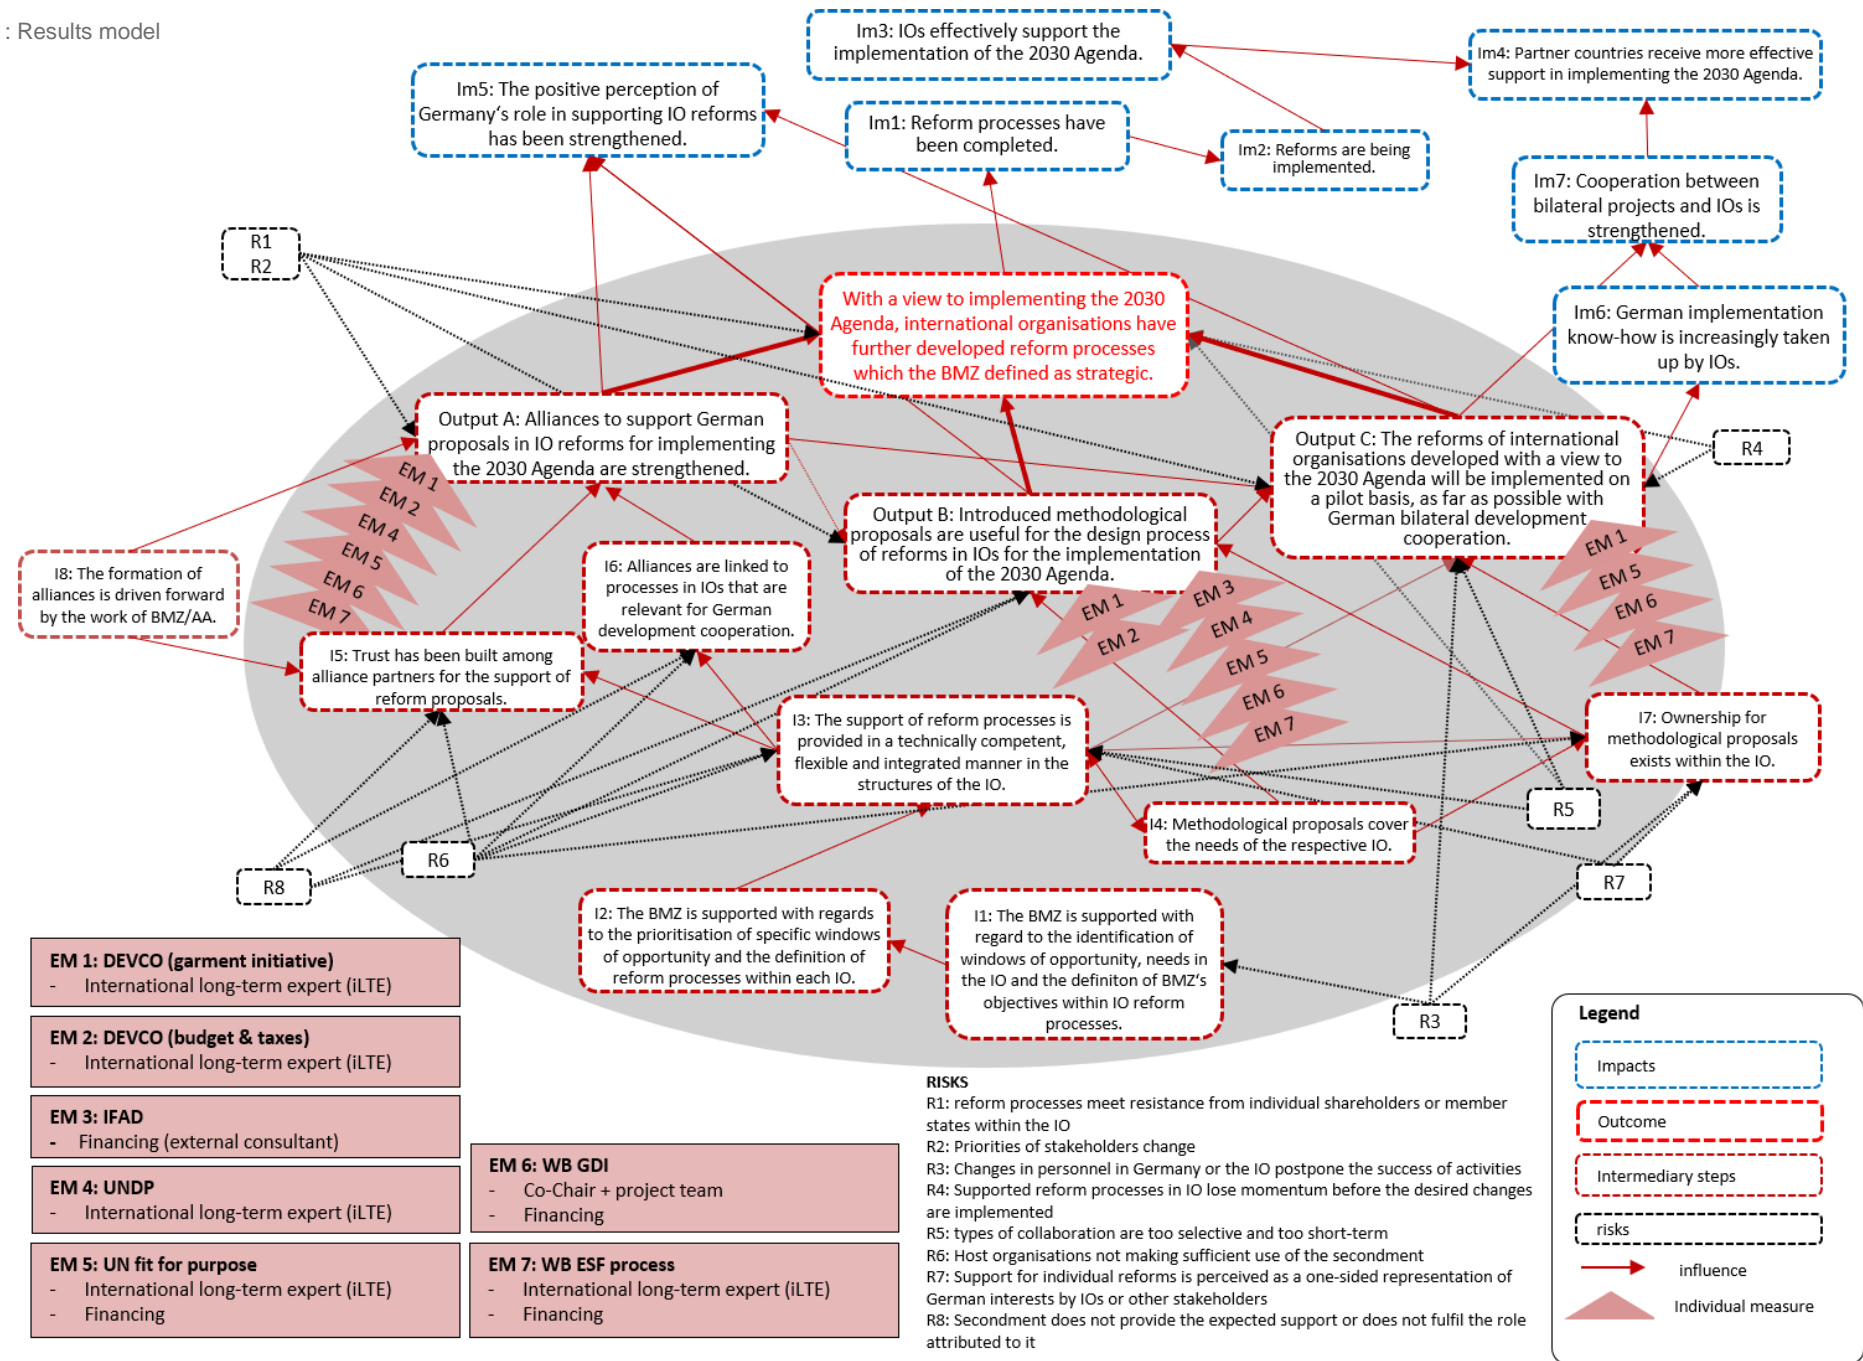 : Results model
Im3: IOs effectively support the
implementation of the 2030 Agenda.
Im4: Partner countries receive more effective
support in implementing the 2030 Agenda.
Im5: The positive perception of
Germany‘s role in supporting IO reforms
has been strengthened.
Im1: Reform processes have
been completed.
Im2: Reforms are being
implemented.
Im7: Cooperation between
bilateral projects and IOs is
strengthened.
R1
R2
With a view to implementing the 2030
Agenda, international organisations have
further developed reform processes
which the BMZ defined as strategic.
Im6: German implementation
know-how is increasingly taken
up by IOs.
Output A: Alliances to support German
proposals in IO reforms for implementing
the 2030 Agenda are strengthened.
Output C: The reforms of international
organisations developed with a view to
the 2030 Agenda will be implemented on
a pilot basis, as far as possible with
German bilateral development
cooperation.
R4
EM 1
EM 2
EM 4
EM 5
EM 6
EM 7
Output B: Introduced methodological
proposals are useful for the design process
of reforms in IOs for the implementation
of the 2030 Agenda.
EM 1
EM 5
EM 6
EM 7
I8: The formation of
alliances is driven forward
by the work of BMZ/AA.
I6: Alliances are linked to
processes in IOs that are
relevant for German
development cooperation.
EM 1
EM 2
EM 3
EM 4
EM 5
EM 6
EM 7
I5: Trust has been built among
alliance partners for the support of
reform proposals.
I3: The support of reform processes is
provided in a technically competent,
flexible and integrated manner in the
structures of the IO.
I7: Ownership for
methodological proposals
exists within the IO.
R5
I4: Methodological proposals cover
the needs of the respective IO.
R6
R8
R7
I2: The BMZ is supported with regards
to the prioritisation of specific windows
of opportunity and the definition of
reform processes within each IO.
I1: The BMZ is supported with
regard to the identification of
windows of opportunity, needs in
the IO and the definiton of BMZ‘s
objectives within IO reform
processes.
R3
EM 1: DEVCO (garment initiative)
- International long-term expert (iLTE)
EM 2: DEVCO (budget & taxes)
- International long-term expert (iLTE)
EM 3: IFAD
- Financing (external consultant)
EM 4: UNDP
- International long-term expert (iLTE)
EM 5: UN fit for purpose
- International long-term expert (iLTE)
- Financing
EM 6: WB GDI
- Co-Chair + project team
- Financing
EM 7: WB ESF process
- International long-term expert (iLTE)
- Financing
RISKS
R1: reform processes meet resistance from individual shareholders or member
states within the IO
R2: Priorities of stakeholders change
R3: Changes in personnel in Germany or the IO postpone the success of activities
R4: Supported reform processes in IO lose momentum before the desired changes
are implemented
R5: types of collaboration are too selective and too short-term
R6: Host organisations not making sufficient use of the secondment
R7: Support for individual reforms is perceived as a one-sided representation of
German interests by IOs or other stakeholders
R8: Secondment does not provide the expected support or does not fulfil the role
attributed to it
Legend
Impacts
Outcome
Intermediary steps
risks
influence
Individual measure